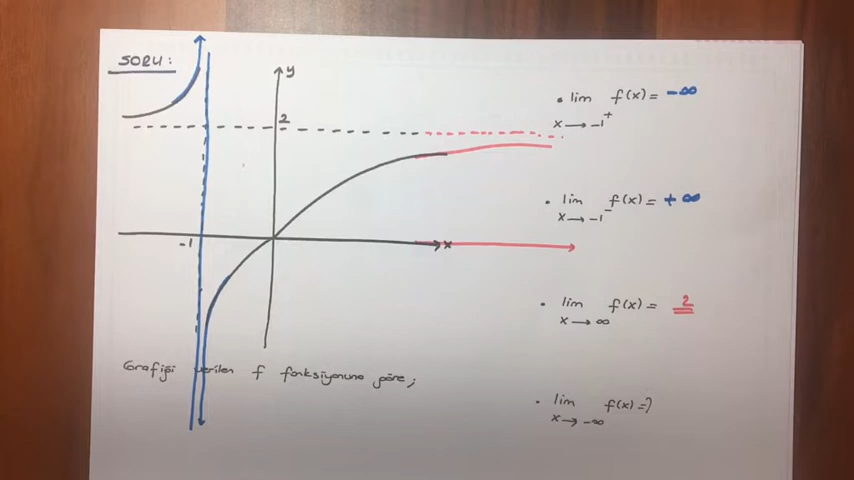 SORU:
y
2
-1
x
Grafiği verilen f fonksiyonuna göre;
• lim f(x) = -∞
x → -1⁺
• lim f(x) = +∞
x → -1⁻
• lim f(x) = 2
x → ∞
• lim f(x) = ?
x → -∞